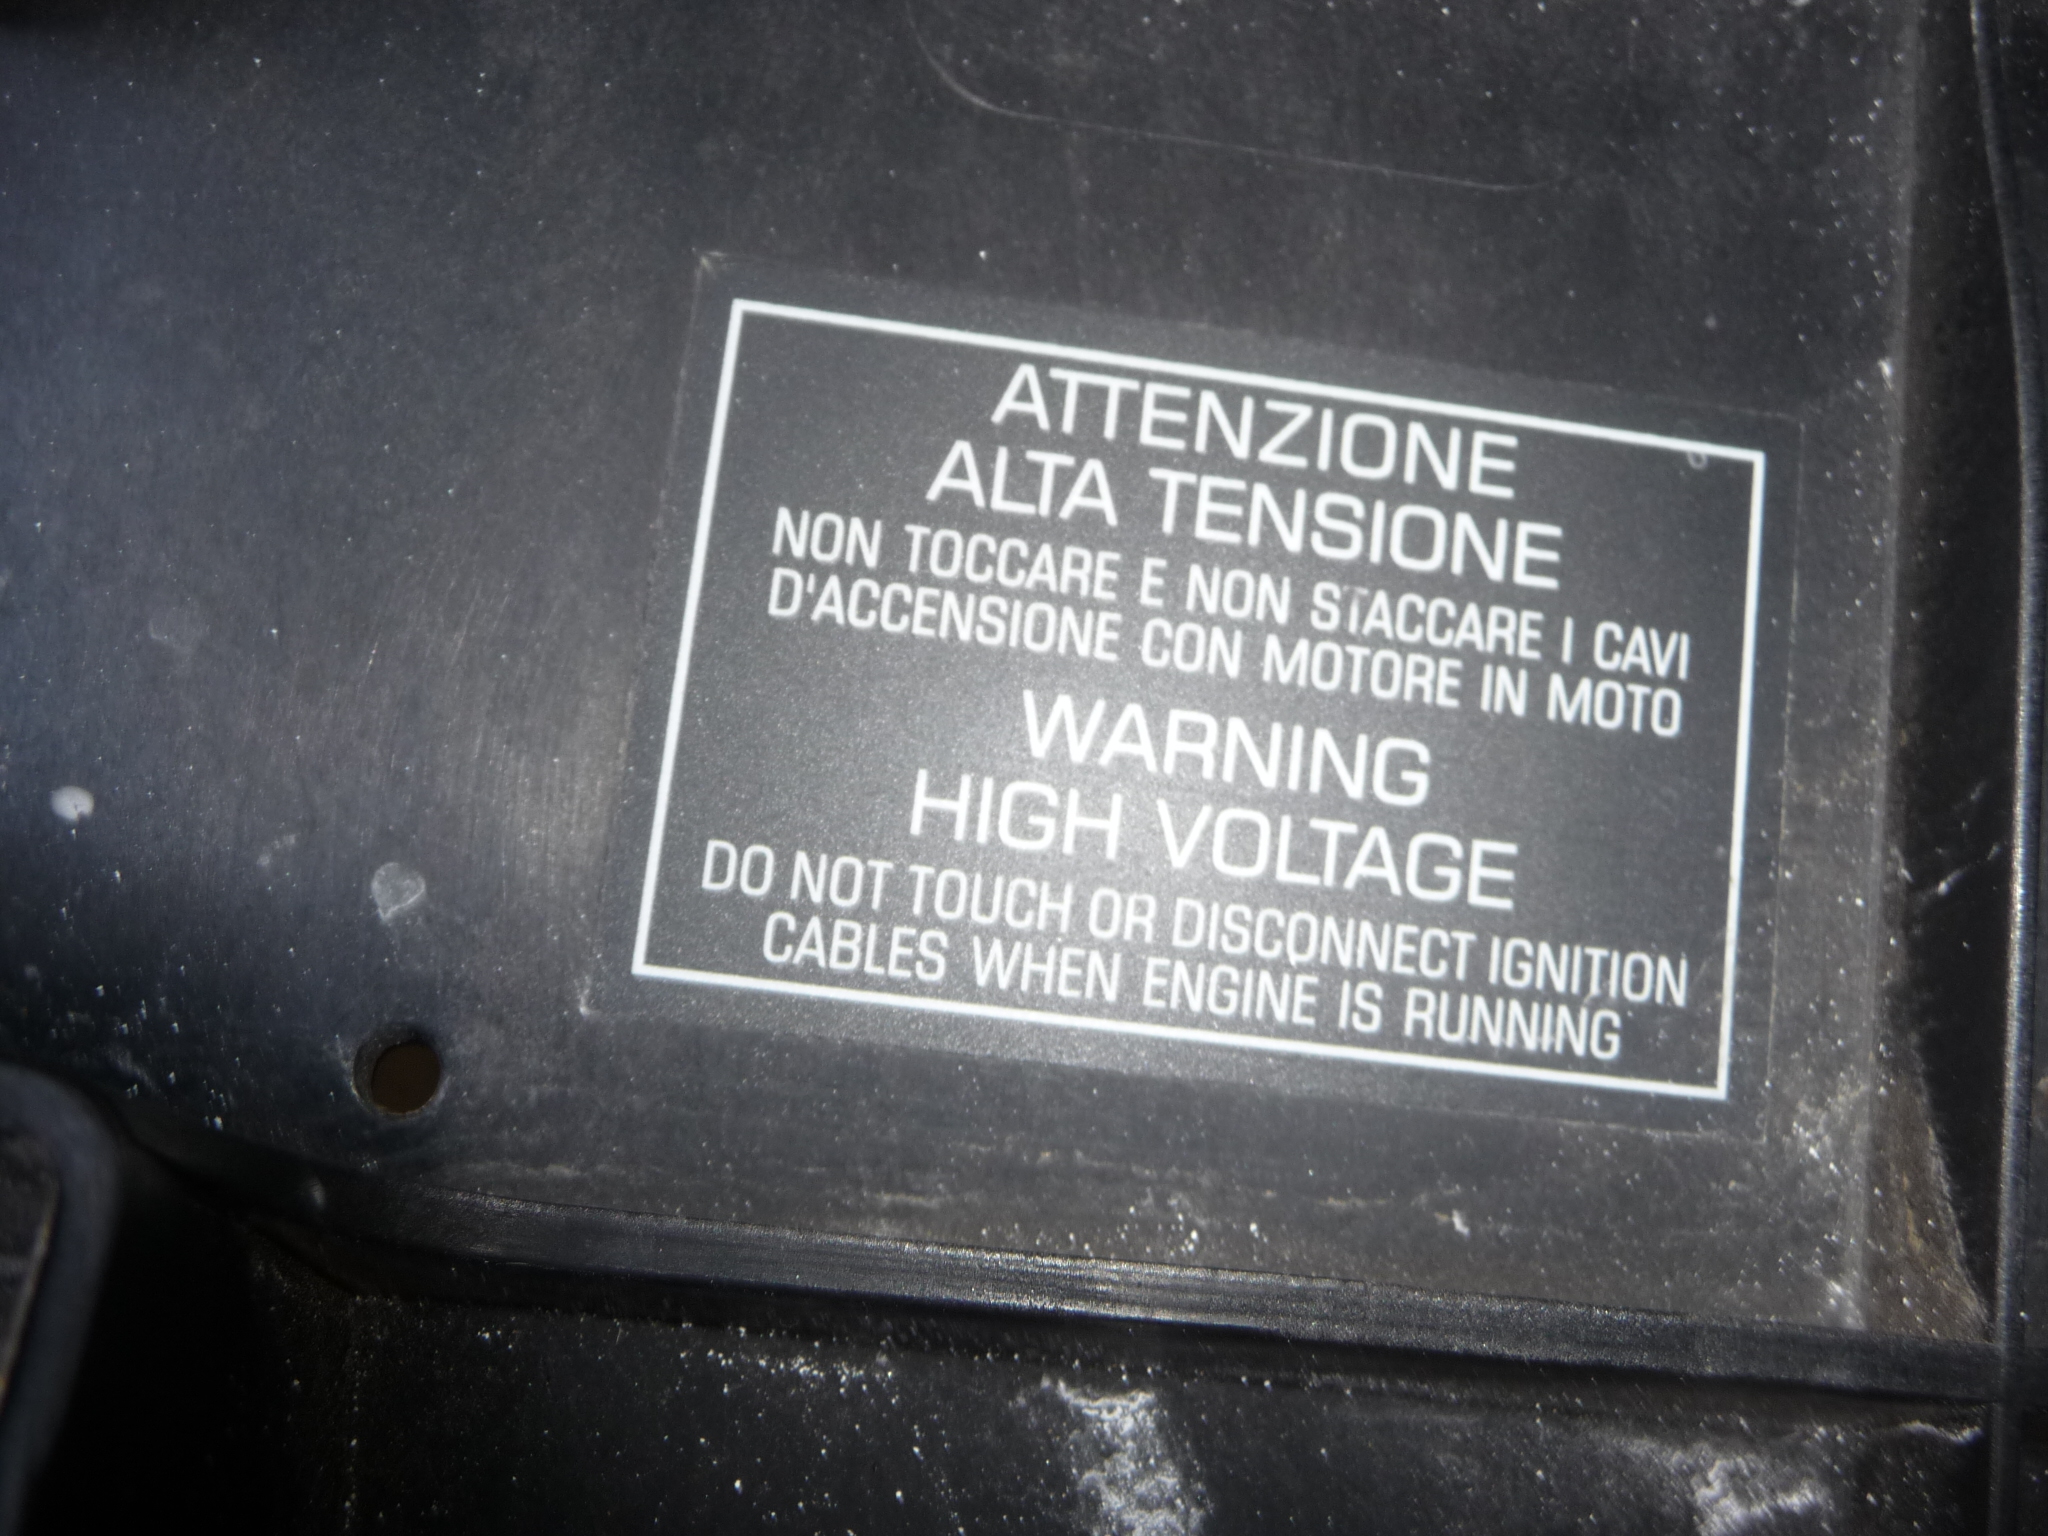 ATTENZIONE
ALTA TENSIONE
NON TOCCARE E NON STACCARE I CAVI
D'ACCENSIONE CON MOTORE IN MOTO
WARNING
HIGH VOLTAGE
DO NOT TOUCH OR DISCONNECT IGNITION
CABLES WHEN ENGINE IS RUNNING